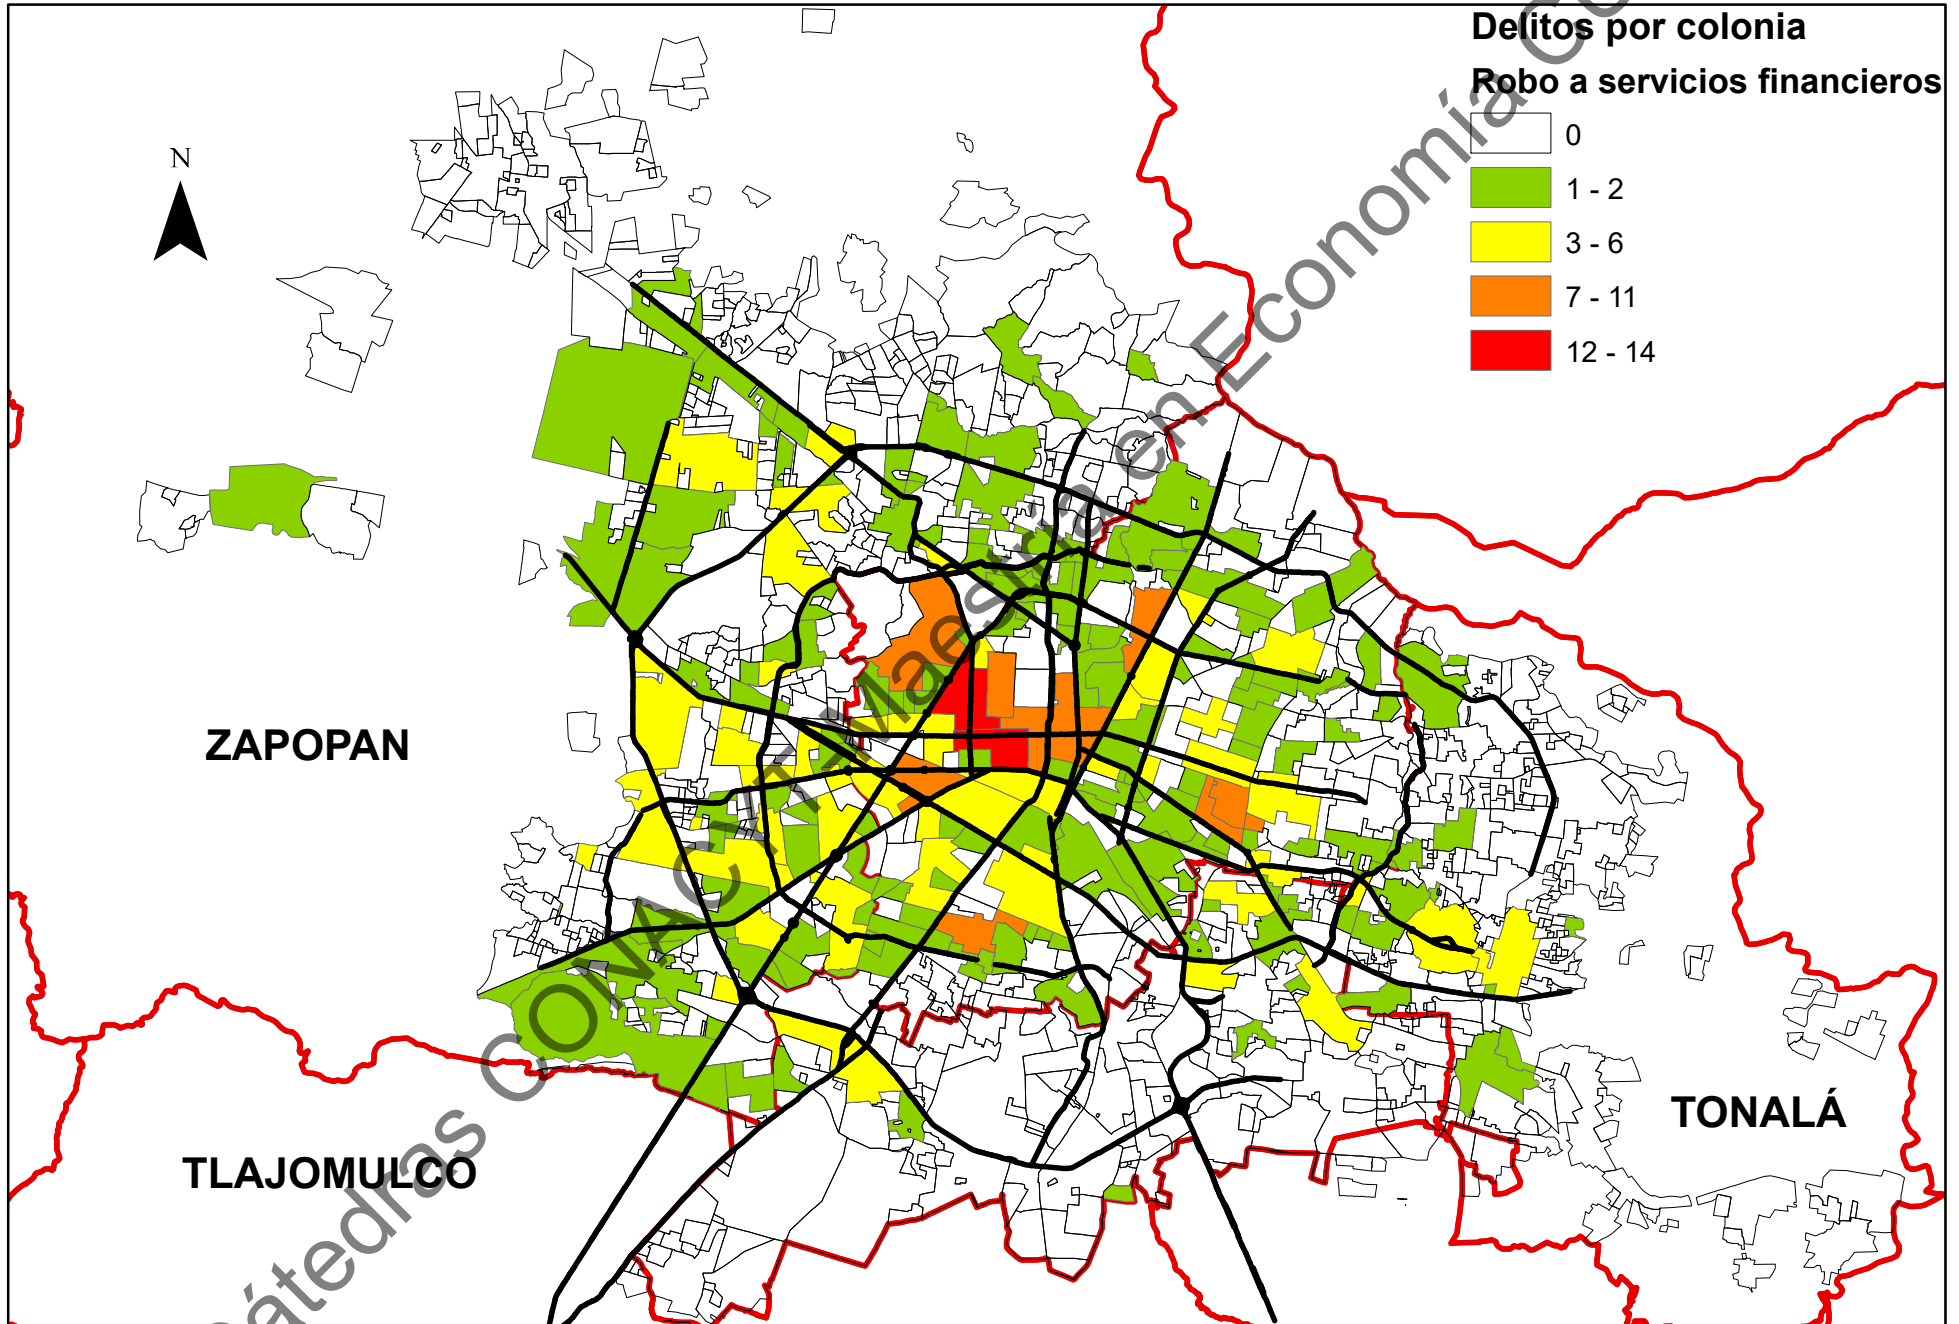 Delitos por colonia
Robo a servicios financieros
0
1 - 2
3 - 6
7 - 11
12 - 14
N
ZAPOPAN
TLAJOMULCO
TONALÁ
CONACYT-Maestría en Economía